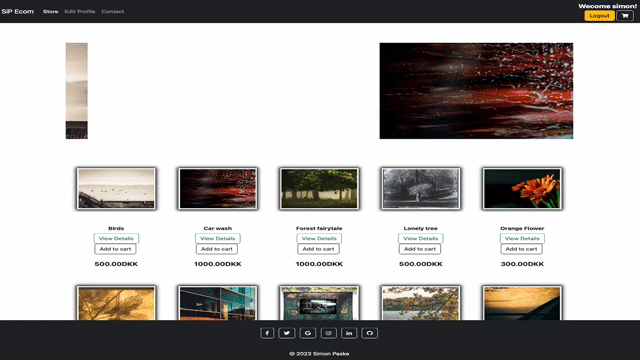 SiP Ecom Store Edit Profile Contact
Wecome simon!
Logout
Birds Car wash Forest fairytale Lonely tree Orange Flower
View Details View Details View Details View Details View Details
Add to cart Add to cart Add to cart Add to cart Add to cart
500.00DKK 1000.00DKK 1000.00DKK 500.00DKK 300.00DKK
© 2023 Simon Paske